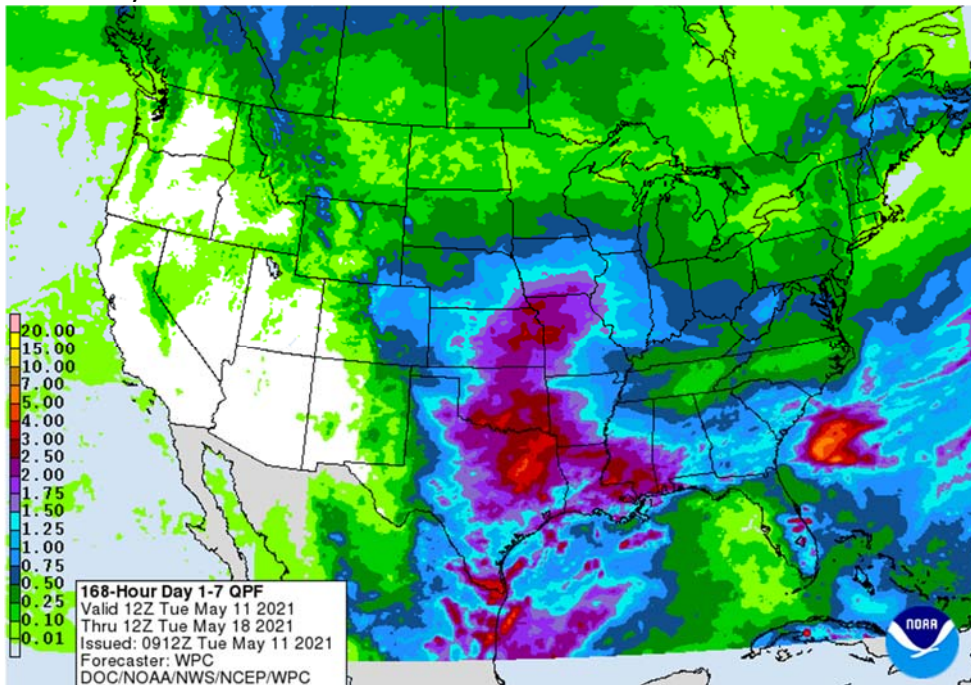 20.00
15.00
10.00
7.00
5.00
4.00
3.00
2.50
2.00
1.75
1.50
1.25
1.00
0.75
0.50
0.25
0.10
0.01
168-Hour Day 1-7 QPF
Valid 12Z Tue May 11 2021
Thru 12Z Tue May 18 2021
Issued: 0912Z Tue May 11 2021
Forecaster: WPC
DOC/NOAA/NWS/NCEP/WPC
NOAA